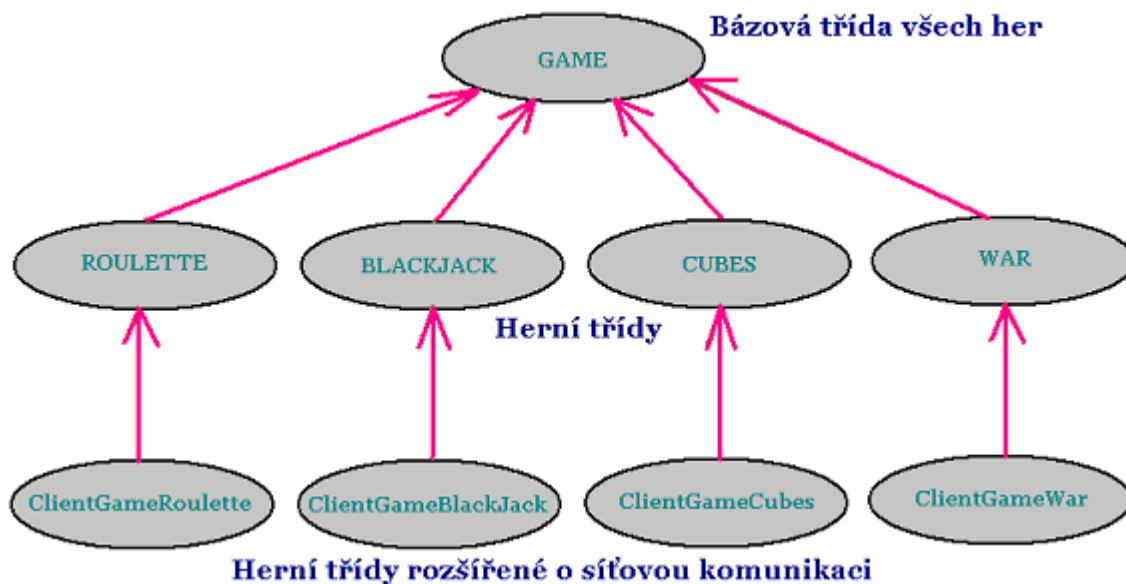 Bázová třída všech her
GAME
ROULETTE
BLACKJACK
CUBES
WAR
Herní třídy
ClientGameRoulette
ClientGameBlackJack
ClientGameCubes
ClientGameWar
Herní třídy rozšířené o síťovou komunikaci